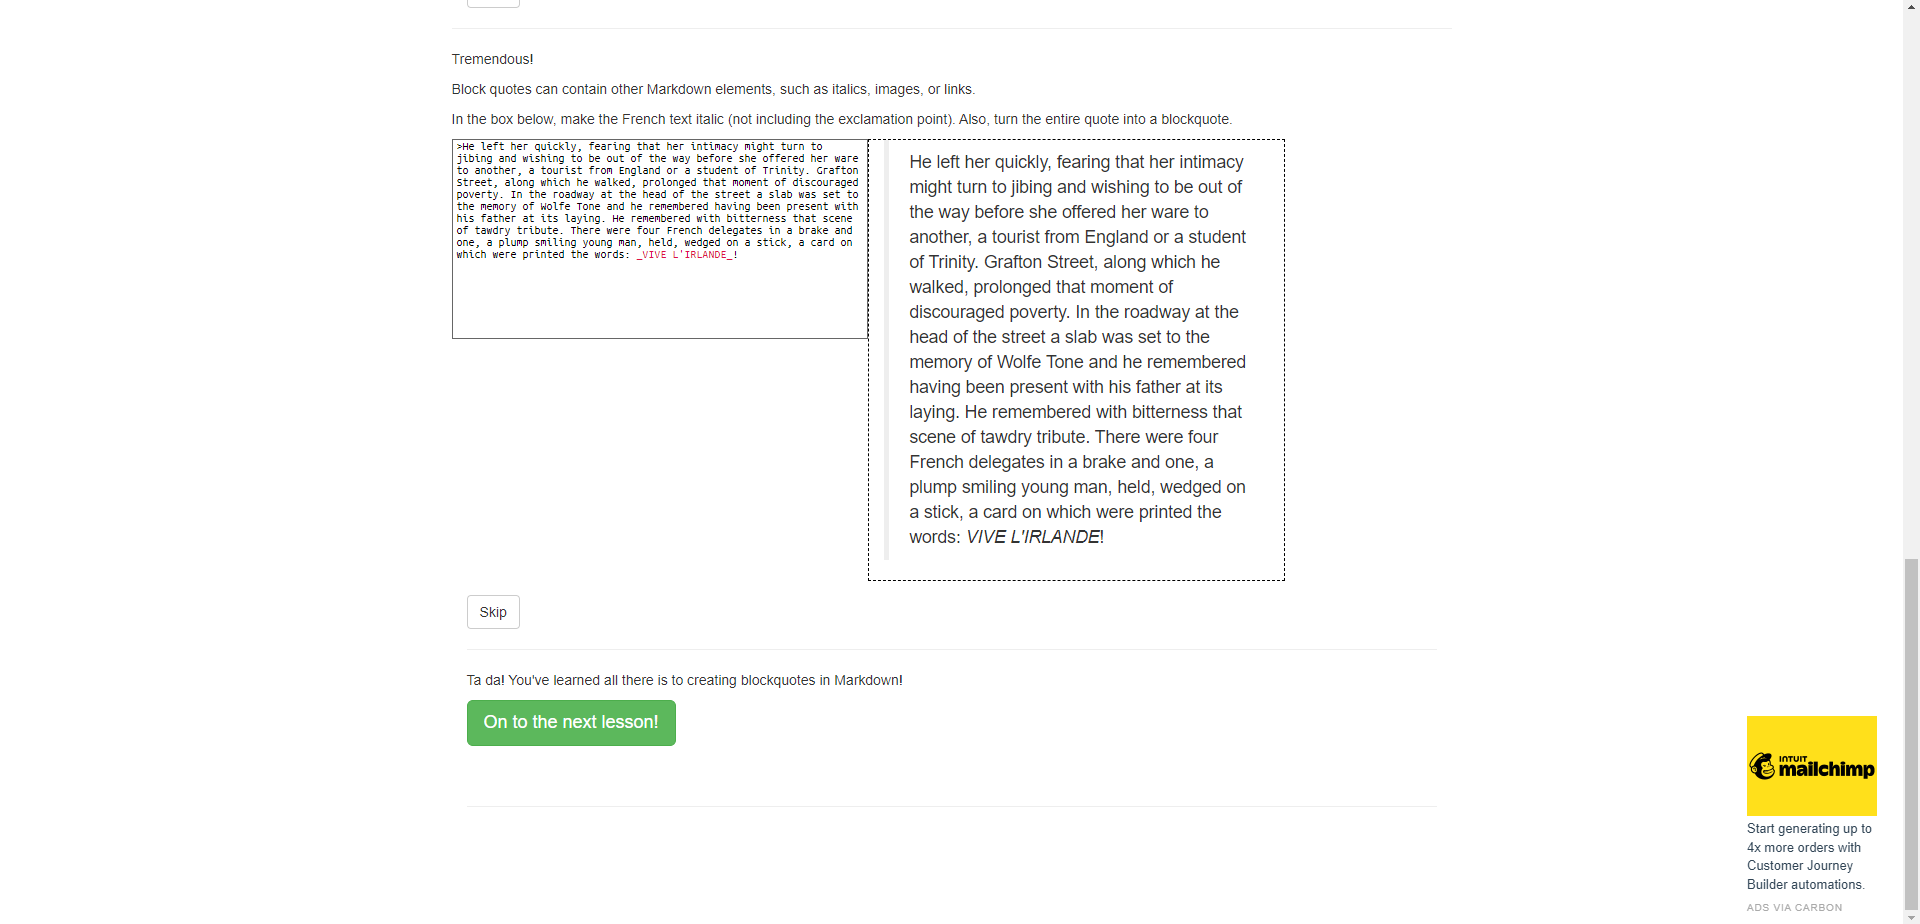 Tremendous!
Block quotes can contain other Markdown elements, such as italics, images, or links.
In the box below, make the French text italic (not including the exclamation point). Also, turn the entire quote into a blockquote.
>He left her quickly, fearing that her intimacy might turn to
jibing and wishing to be out of the way before she offered her ware
to another, a tourist from England or a student of Trinity. Grafton
Street, along which he walked, prolonged that moment of discouraged
poverty. In the roadway at the head of the street a slab was set to
the memory of Wolfe Tone and he remembered having been present with
his father at its laying. He remembered with bitterness that scene
of tawdry tribute. There were four French delegates in a brake and
one, a plump smiling young man, held, wedged on a stick, a card on
which were printed the words: _VIVE L'IRLANDE_!
He left her quickly, fearing that her intimacy
might turn to jibing and wishing to be out of
the way before she offered her ware to
another, a tourist from England or a student
of Trinity. Grafton Street, along which he
walked, prolonged that moment of
discouraged poverty. In the roadway at the
head of the street a slab was set to the
memory of Wolfe Tone and he remembered
having been present with his father at its
laying. He remembered with bitterness that
scene of tawdry tribute. There were four
French delegates in a brake and one, a
plump smiling young man, held, wedged on
a stick, a card on which were printed the
words: VIVE L'IRLANDE!
Skip
Ta da! You've learned all there is to creating blockquotes in Markdown!
On to the next lesson!
INTUIT
mailchimp
Start generating up to
4x more orders with
Customer Journey
Builder automations.
ADS VIA CARBON